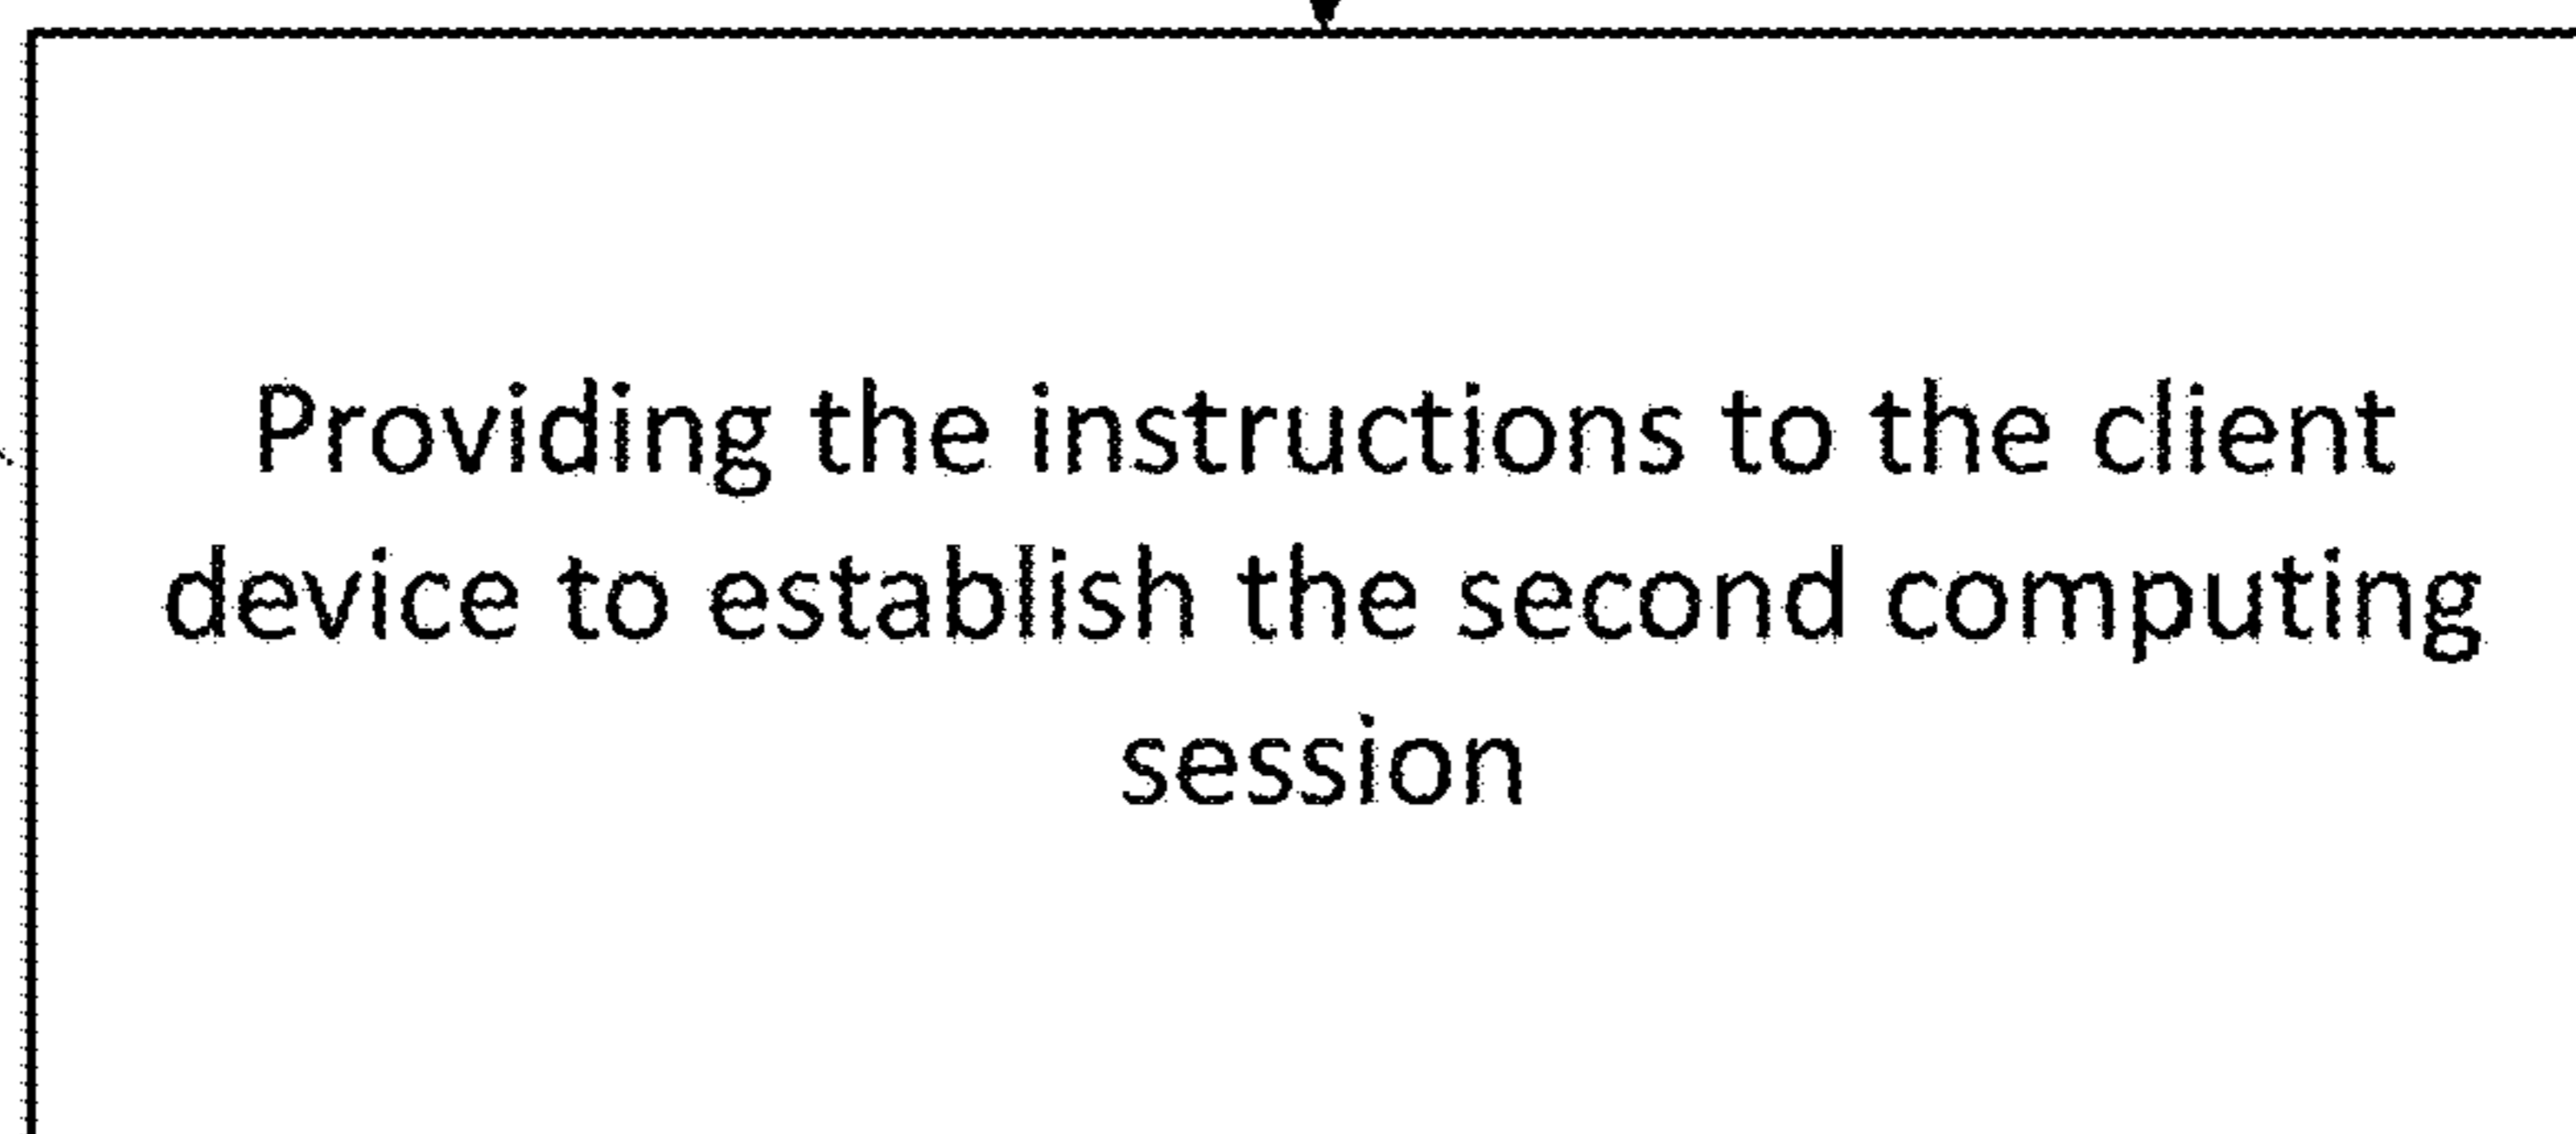 Providing the instructions to the client
device to establish the second computing
session